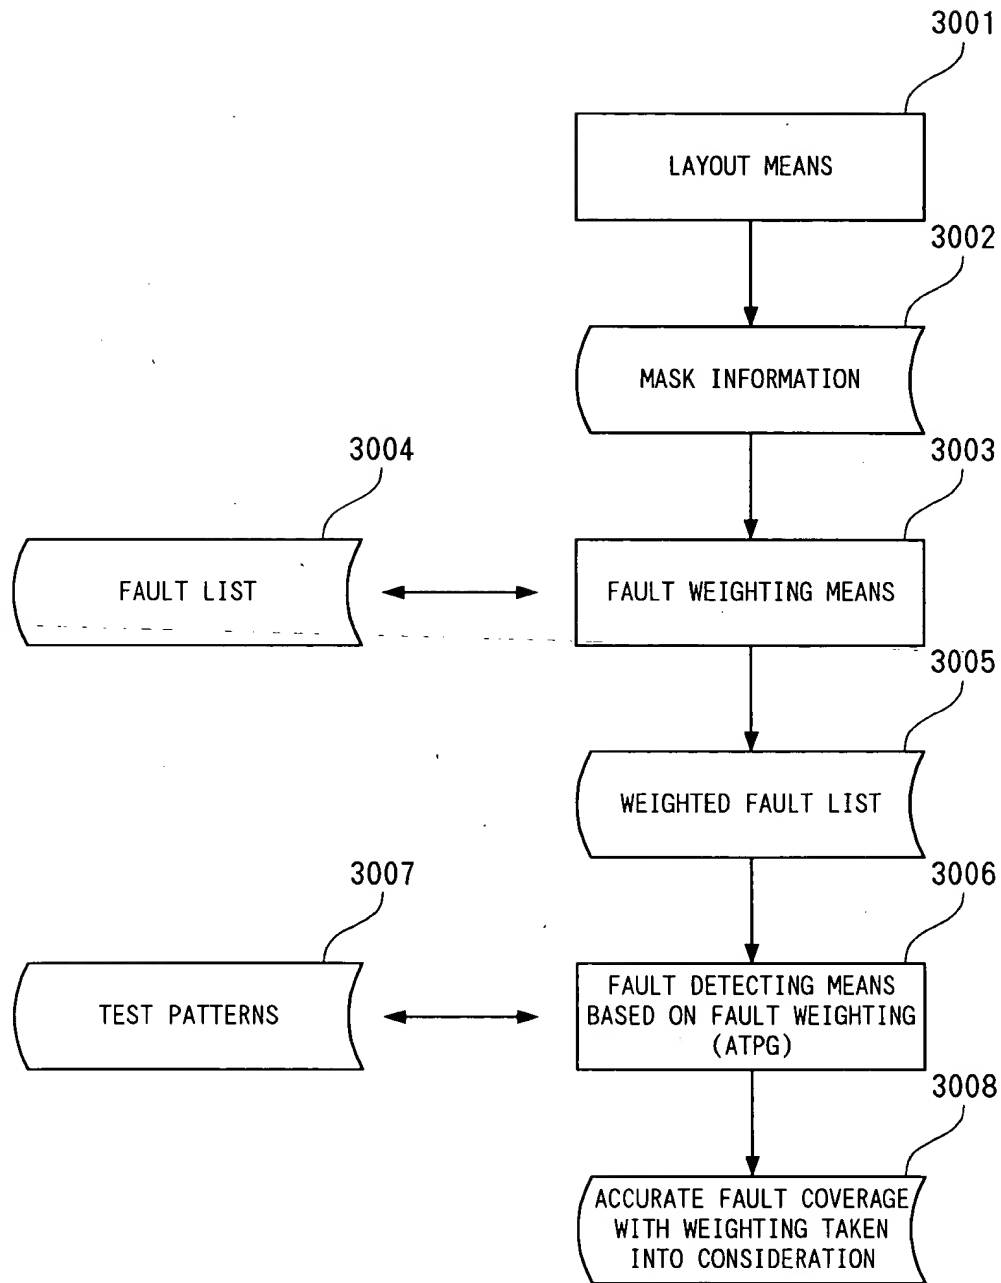 3001
LAYOUT MEANS
3002
MASK INFORMATION
3004
3003
FAULT LIST
FAULT WEIGHTING MEANS
3005
WEIGHTED FAULT LIST
3007
3006
TEST PATTERNS
FAULT DETECTING MEANS
BASED ON FAULT WEIGHTING
(ATPG)
3008
ACCURATE FAULT COVERAGE
WITH WEIGHTING TAKEN
INTO CONSIDERATION